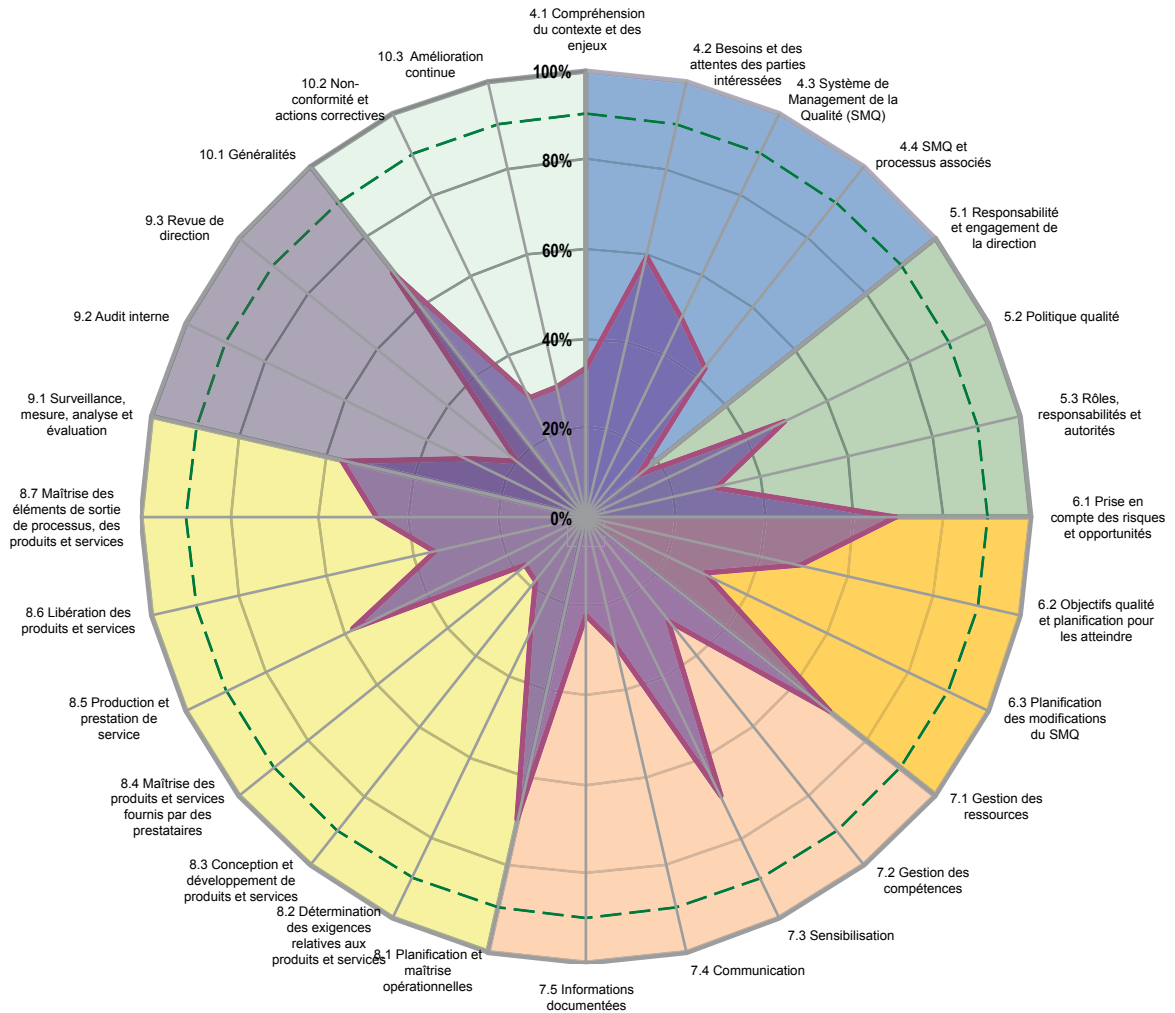 4.1 Compréhension
du contexte et des
enjeux
4.2 Besoins et des
attentes des parties
intéressées
4.3 Système de
Management de la
Qualité (SMQ)
4.4 SMQ et
processus associés
5.1 Responsabilité
et engagement de
la direction
5.2 Politique qualité
5.3 Rôles,
responsabilités et
autorités
6.1 Prise en
compte des risques
et opportunités
6.2 Objectifs qualité
et planification pour
les atteindre
6.3 Planification
des modifications
du SMQ
7.1 Gestion des
ressources
7.2 Gestion des
compétences
7.3 Sensibilisation
7.4 Communication
7.5 Informations
documentées
8.1 Planification et
maîtrise
opérationnelles
8.2 Détermination
des exigences
relatives aux
produits et services
8.3 Conception et
développement de
produits et services
8.4 Maîtrise des
produits et services
fournis par des
prestataires
8.5 Production et
prestation de
service
8.6 Libération des
produits et services
8.7 Maîtrise des
éléments de sortie
de processus, des
produits et services
9.1 Surveillance,
mesure, analyse et
évaluation
9.2 Audit interne
9.3 Revue de
direction
10.1 Généralités
10.2 Non-
conformité et
actions correctives
10.3 Amélioration
continue
100%
80%
60%
40%
20%
0%